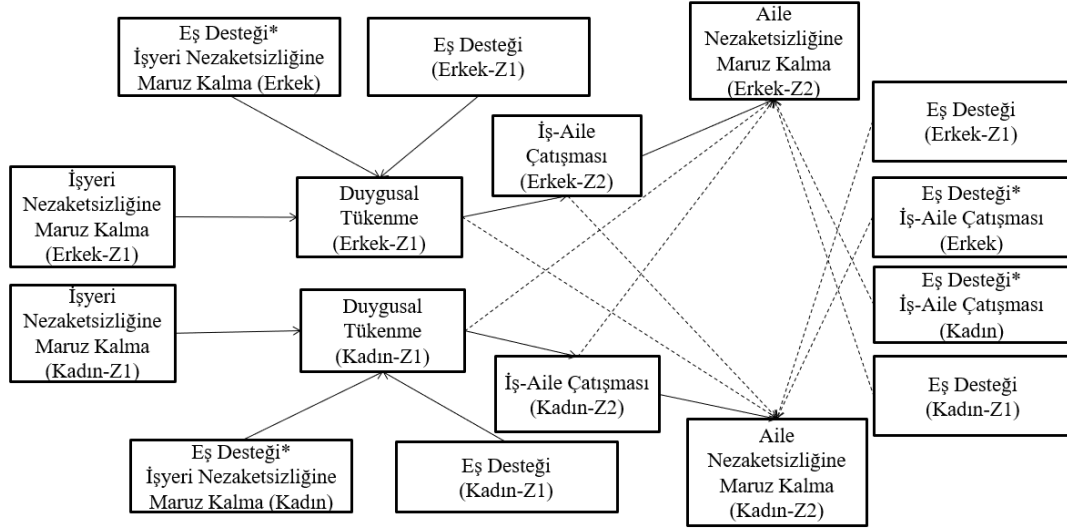 Eş Desteği*
İşyeri Nezaketsizliğine
Maruz Kalma (Erkek)
Eş Desteği
(Erkek-Z1)
Aile
Nezaketsizliğine
Maruz Kalma
(Erkek-Z2)
Eş Desteği
(Erkek-Z1)
İş-Aile
Çatışması
(Erkek-Z2)
İşyeri
Nezaketsizliğine
Maruz Kalma
(Erkek-Z1)
Duygusal
Tükenme
(Erkek-Z1)
Eş Desteği*
İş-Aile Çatışması
(Erkek)
İşyeri
Nezaketsizliğine
Maruz Kalma
(Kadın-Z1)
Duygusal
Tükenme
(Kadın-Z1)
Eş Desteği*
İş-Aile Çatışması
(Kadın)
İş-Aile Çatışması
(Kadın-Z2)
Eş Desteği
(Kadın-Z1)
Eş Desteği*
İşyeri Nezaketsizliğine
Maruz Kalma (Kadın)
Eş Desteği
(Kadın-Z1)
Aile
Nezaketsizliğine
Maruz Kalma
(Kadın-Z2)